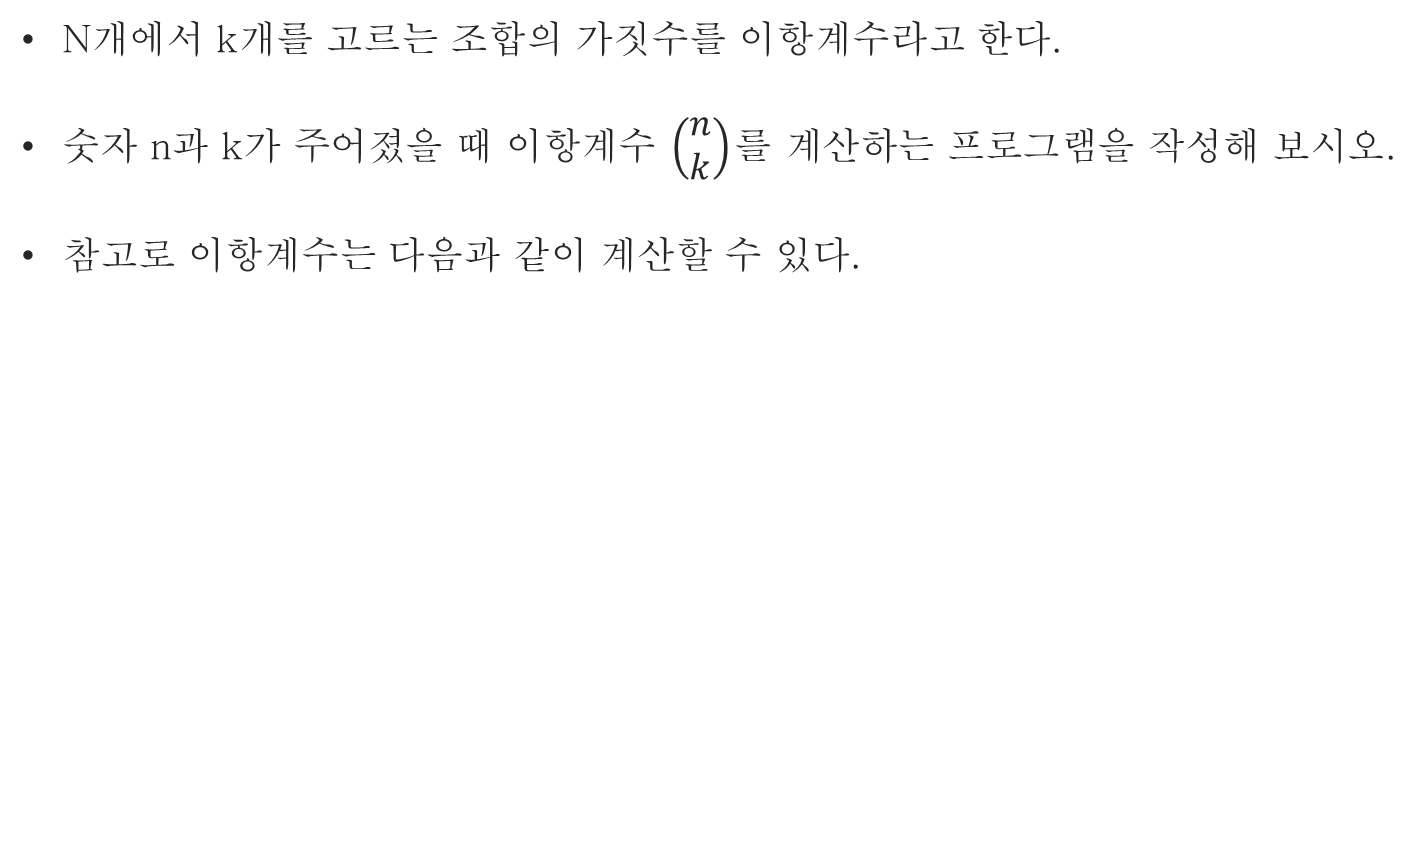 • N개에서 k개를 고르는 조합의 가짓수를 이항계수라고 한다.
• 숫자 n과 k가 주어졌을 때 이항계수 (n k)를 계산하는 프로그램을 작성해 보시오.
• 참고로 이항계수는 다음과 같이 계산할 수 있다.